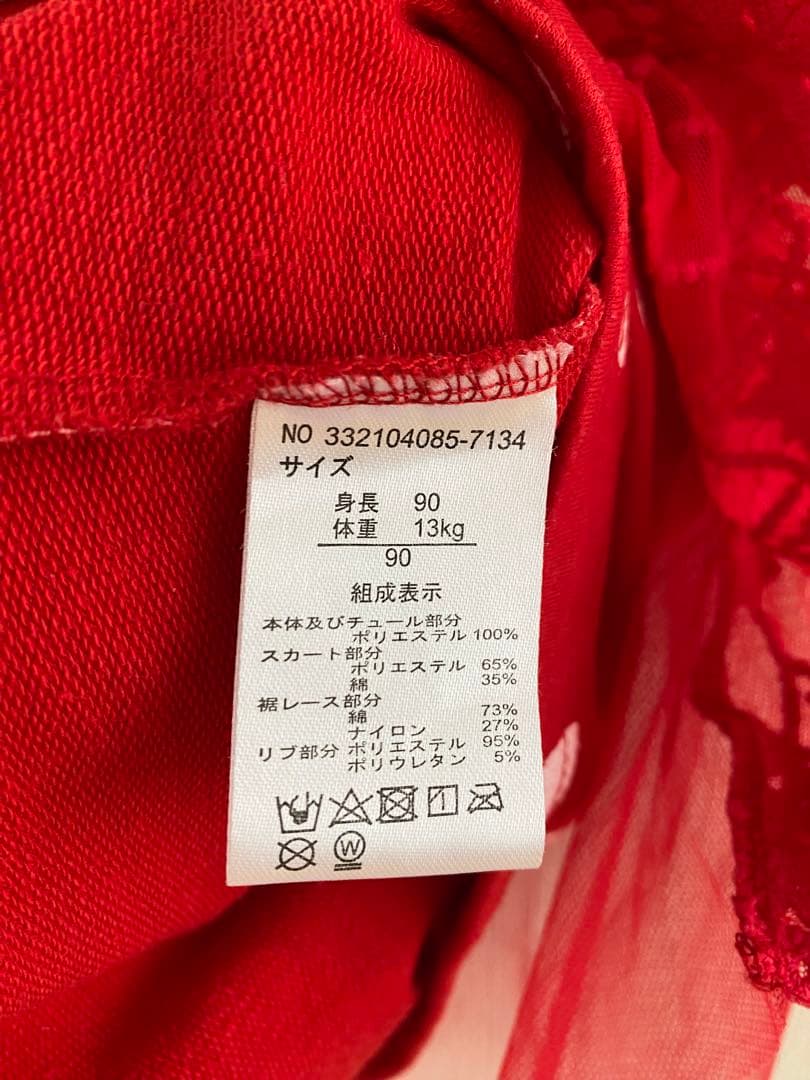 NO 332104085-7134
サイズ
身長 90
体重 13kg
90
組成表示
本体及びチュール部分
ポリエステル 100%
スカート部分
ポリエステル 65%
綿 35%
裾レース部分
綿 73%
ナイロン 27%
リブ部分 ポリエステル 95%
ポリウレタン 5%
W